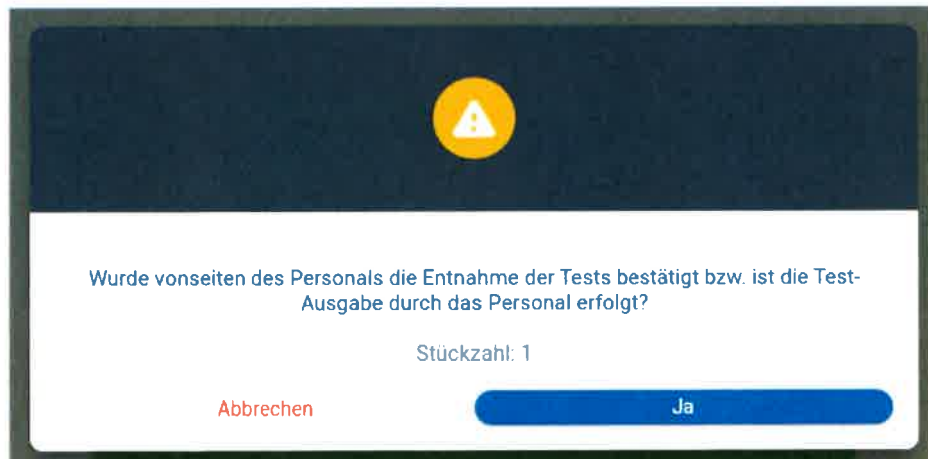 Wurde vonseiten des Personals die Entnahme der Tests bestätigt bzw. ist die Test-
Ausgabe durch das Personal erfolgt?
Stückzahl: 1
Abbrechen
Ja